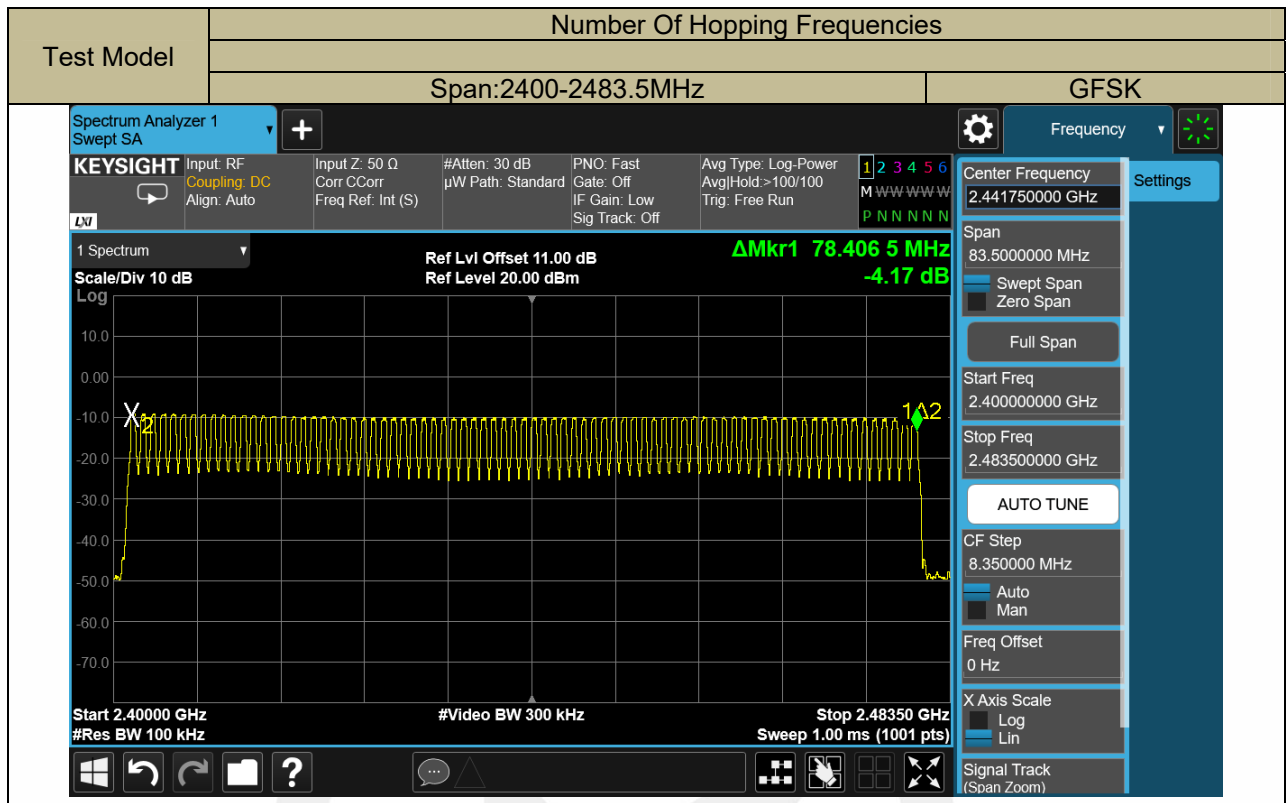 Test Model
Number Of Hopping Frequencies
Span:2400-2483.5MHz GFSK
Spectrum Analyzer 1
Swept SA
+
Frequency
KEYSIGHT
LXI
Input: RF
Coupling: DC
Align: Auto
Input Z: 50 Ω
Corr CCorr
Freq Ref: Int (S)
#Atten: 30 dB
µW Path: Standard
PNO: Fast
Gate: Off
IF Gain: Low
Sig Track: Off
Avg Type: Log-Power
Avg|Hold:>100/100
Trig: Free Run
1 2 3 4 5 6
M W W W W W
P N N N N N
1 Spectrum
Scale/Div 10 dB
Log
Ref Lvl Offset 11.00 dB
Ref Level 20.00 dBm
ΔMkr1 78.406 5 MHz
-4.17 dB
10.0
0.00
-10.0
-20.0
-30.0
-40.0
-50.0
-60.0
-70.0
X2
1Δ2
Start 2.40000 GHz
#Res BW 100 kHz
#Video BW 300 kHz
Stop 2.48350 GHz
Sweep 1.00 ms (1001 pts)
Center Frequency
2.441750000 GHz
Settings
Span
83.5000000 MHz
Swept Span
Zero Span
Full Span
Start Freq
2.400000000 GHz
Stop Freq
2.483500000 GHz
AUTO TUNE
CF Step
8.350000 MHz
Auto
Man
Freq Offset
0 Hz
X Axis Scale
Log
Lin
Signal Track
(Span Zoom)
?